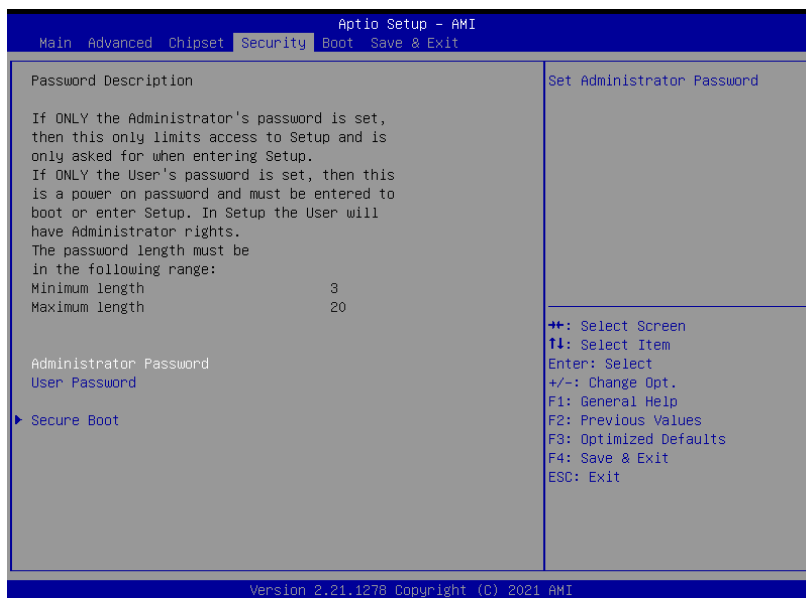 Aptio Setup – AMI
Main Advanced Chipset Security Boot Save & Exit
Password Description
If ONLY the Administrator's password is set,
then this only limits access to Setup and is
only asked for when entering Setup.
If ONLY the User's password is set, then this
is a power on password and must be entered to
boot or enter Setup. In Setup the User will
have Administrator rights.
The password length must be
in the following range:
Minimum length 3
Maximum length 20
Administrator Password
User Password
Secure Boot
Set Administrator Password
→←: Select Screen
↑↓: Select Item
Enter: Select
+/-: Change Opt.
F1: General Help
F2: Previous Values
F3: Optimized Defaults
F4: Save & Exit
ESC: Exit
Version 2.21.1278 Copyright (C) 2021 AMI